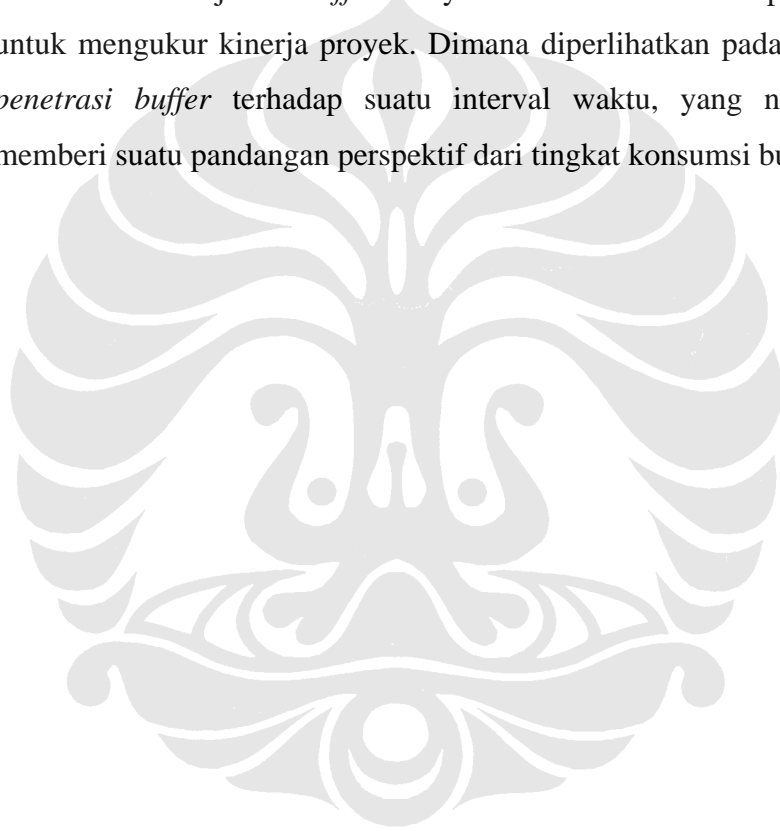 untuk mengukur kinerja proyek. Dimana diperlihatkan pada
penetrasi buffer terhadap suatu interval waktu, yang
memberi suatu pandangan perspektif dari tingkat konsumsi